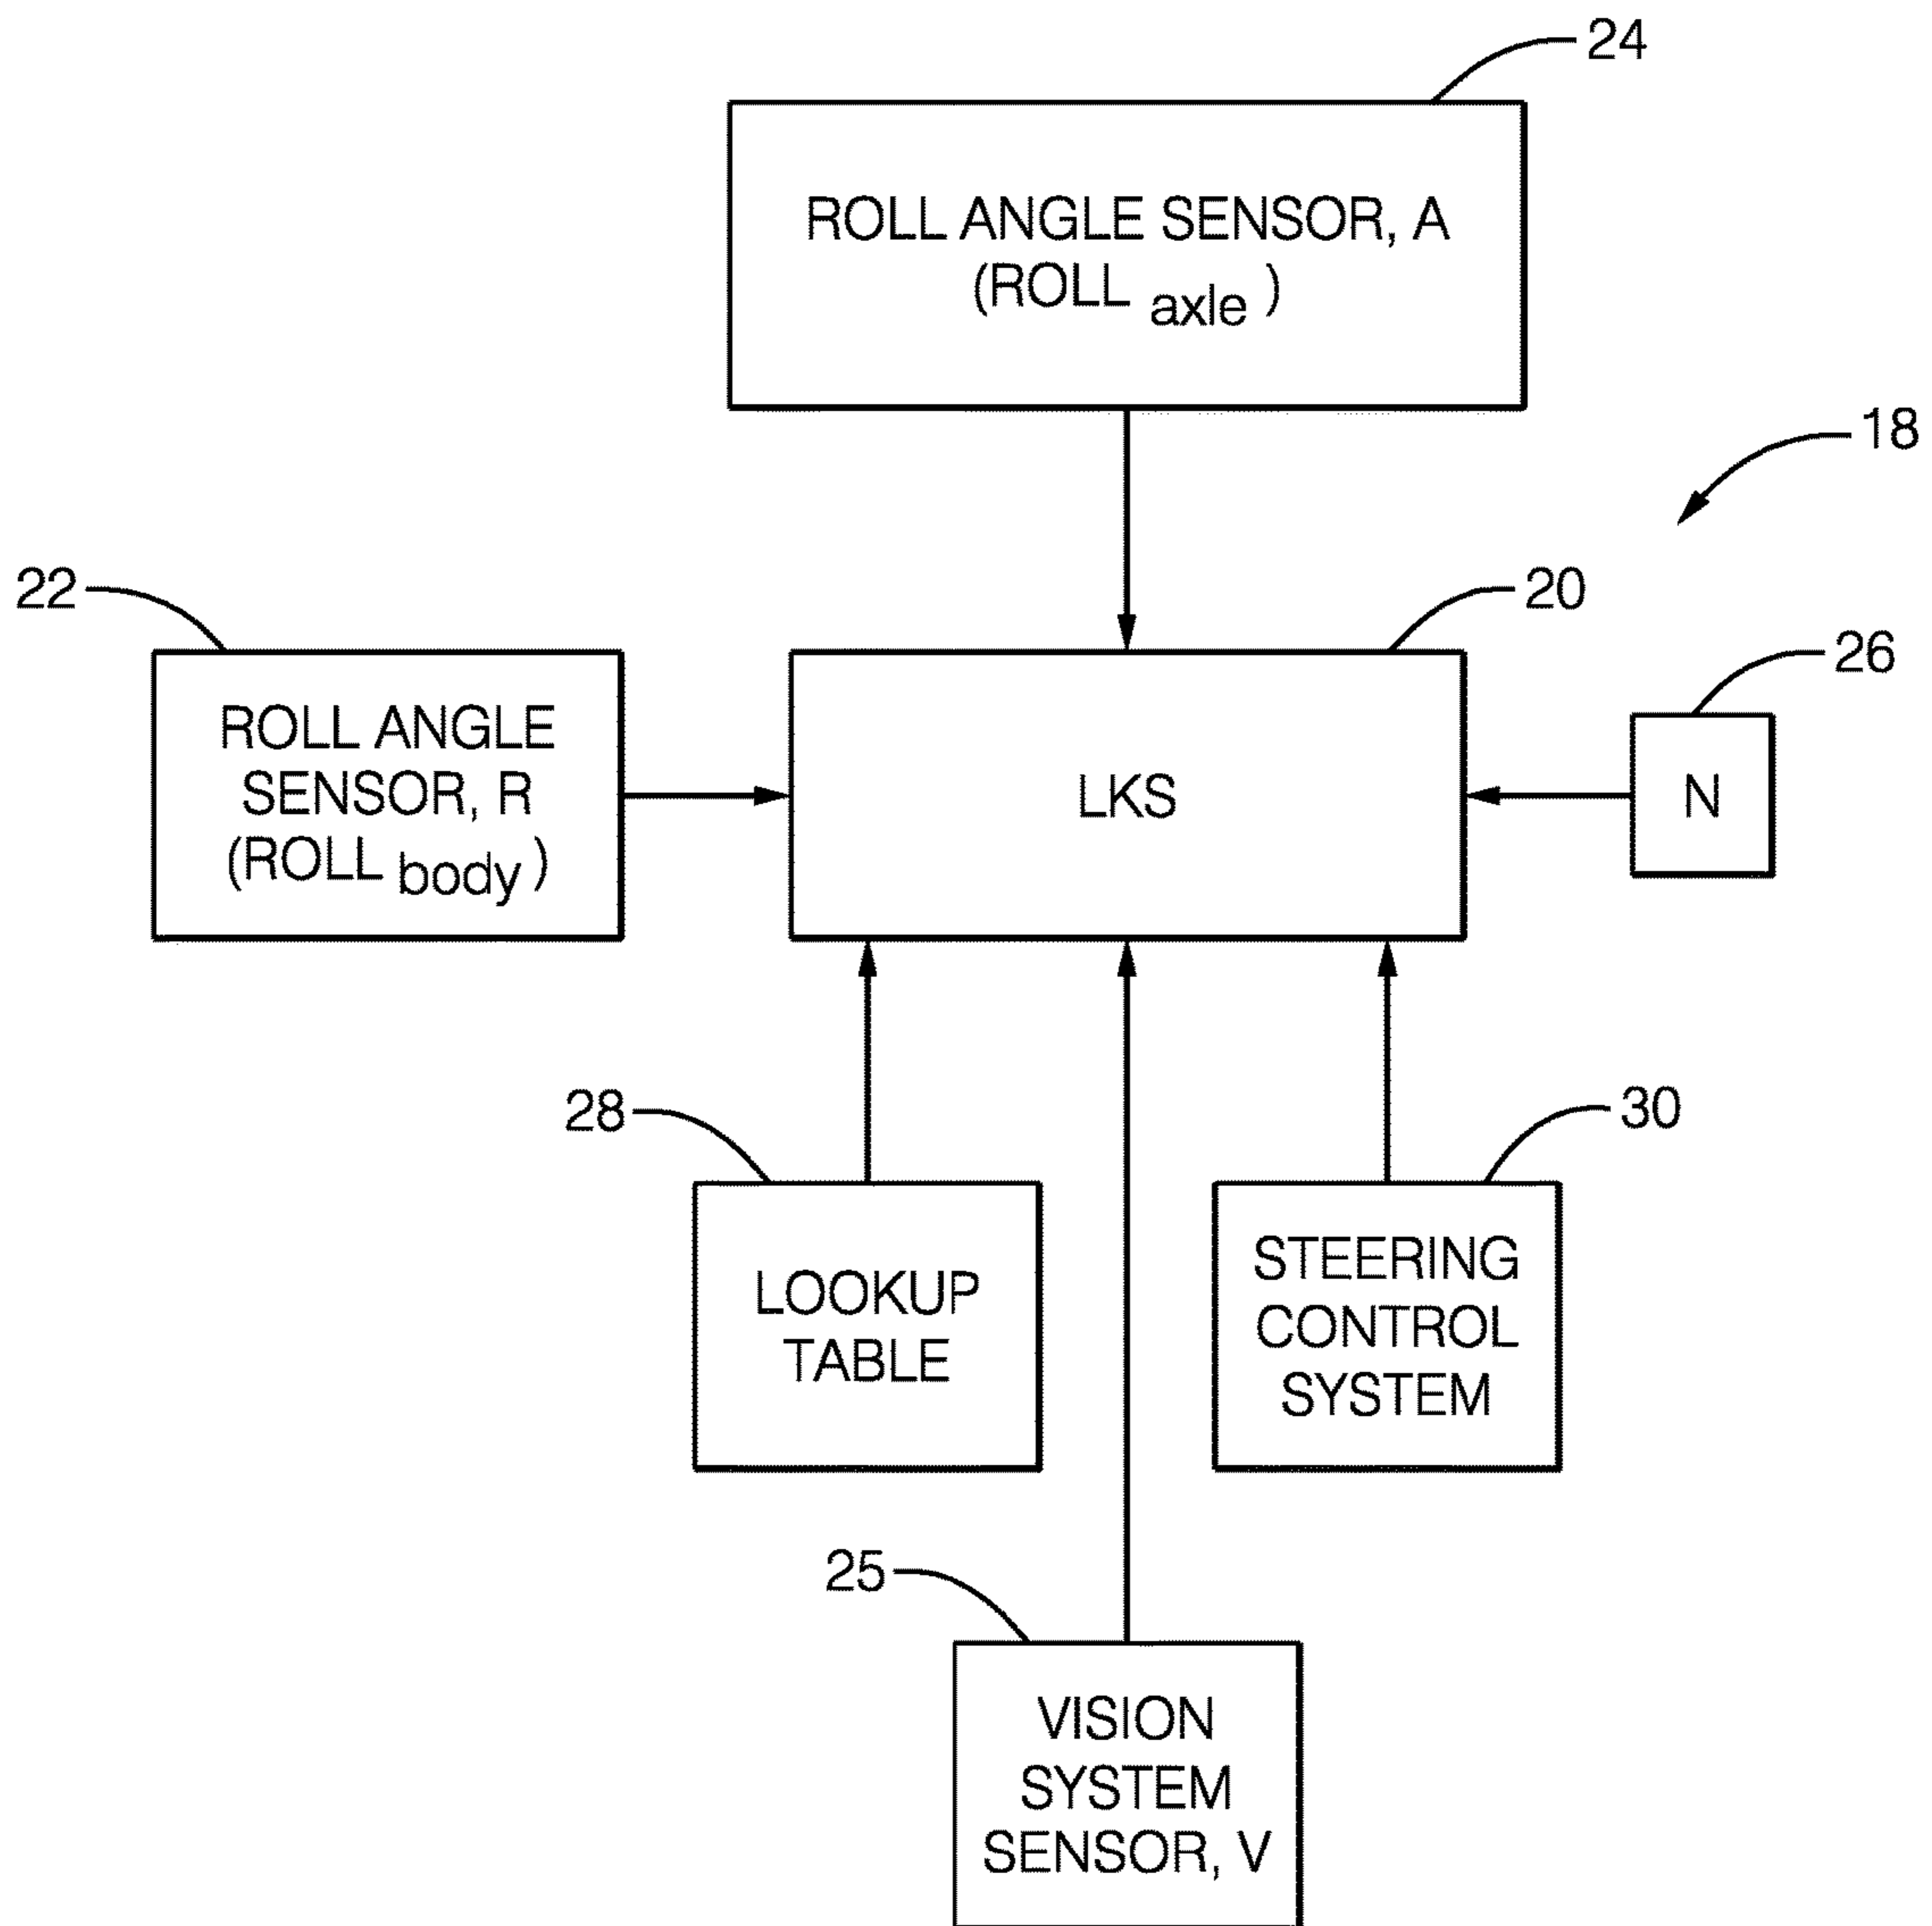 24
ROLL ANGLE SENSOR, A
(ROLL axle )
18
22
20
26
ROLL ANGLE
SENSOR, R
(ROLL body )
LKS
N
28
30
LOOKUP
TABLE
STEERING
CONTROL
SYSTEM
25
VISION
SYSTEM
SENSOR, V